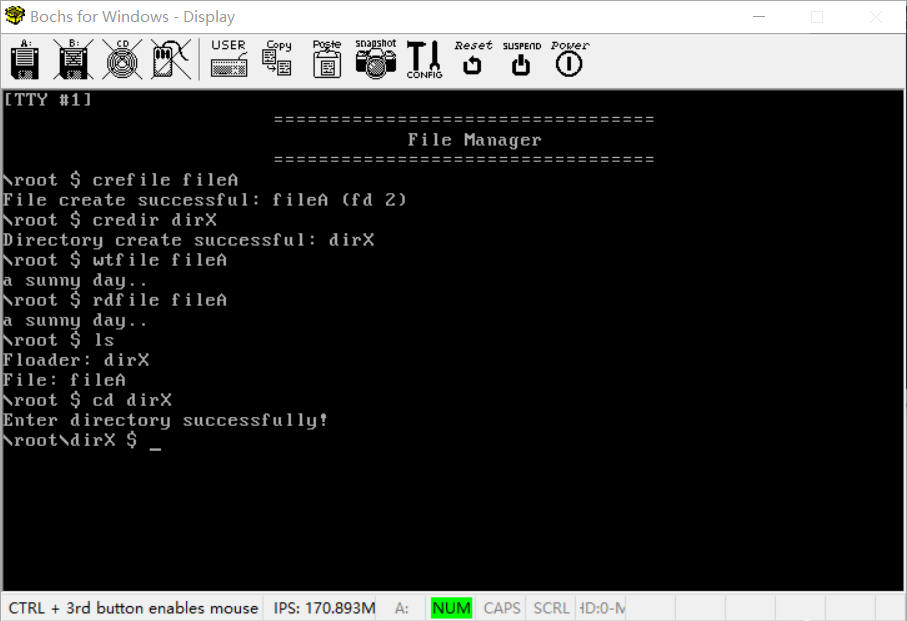 Bochs for Windows - Display
A: B: CD USER Copy Paste snapshot CONFIG Reset SUSPEND Power
[TTY #1]
==================================
File Manager
==================================
\root $ crefile fileA
File create successful: fileA (fd 2)
\root $ credir dirX
Directory create successful: dirX
\root $ wtfile fileA
a sunny day..
\root $ rdfile fileA
a sunny day..
\root $ ls
Floader: dirX
File: fileA
\root $ cd dirX
Enter directory successfully!
\root\dirX $ _
CTRL + 3rd button enables mouse IPS: 170.893M A: NUM CAPS SCRL HD:0-M